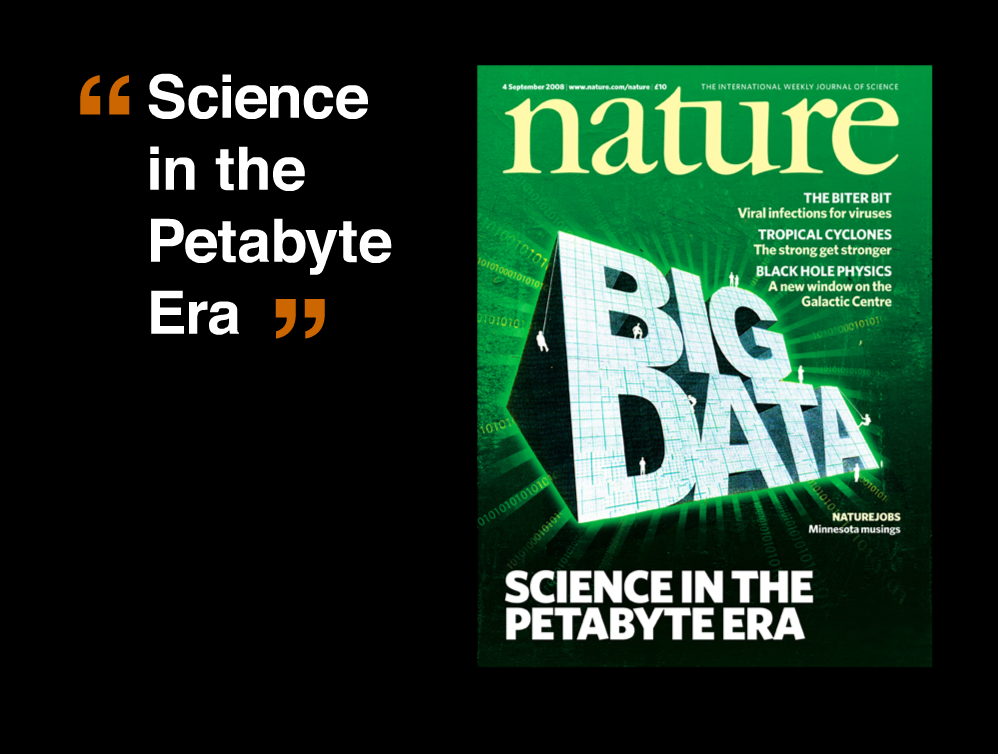 “ Science
in the
Petabyte
Era ”
4 September 2008 | www.nature.com/nature | £10
THE INTERNATIONAL WEEKLY JOURNAL OF SCIENCE
nature
THE BITER BIT
Viral infections for viruses
TROPICAL CYCLONES
The strong get stronger
BLACK HOLE PHYSICS
A new window on the
Galactic Centre
BIG
DATA
NATUREJOBS
Minnesota musings
SCIENCE IN THE
PETABYTE ERA